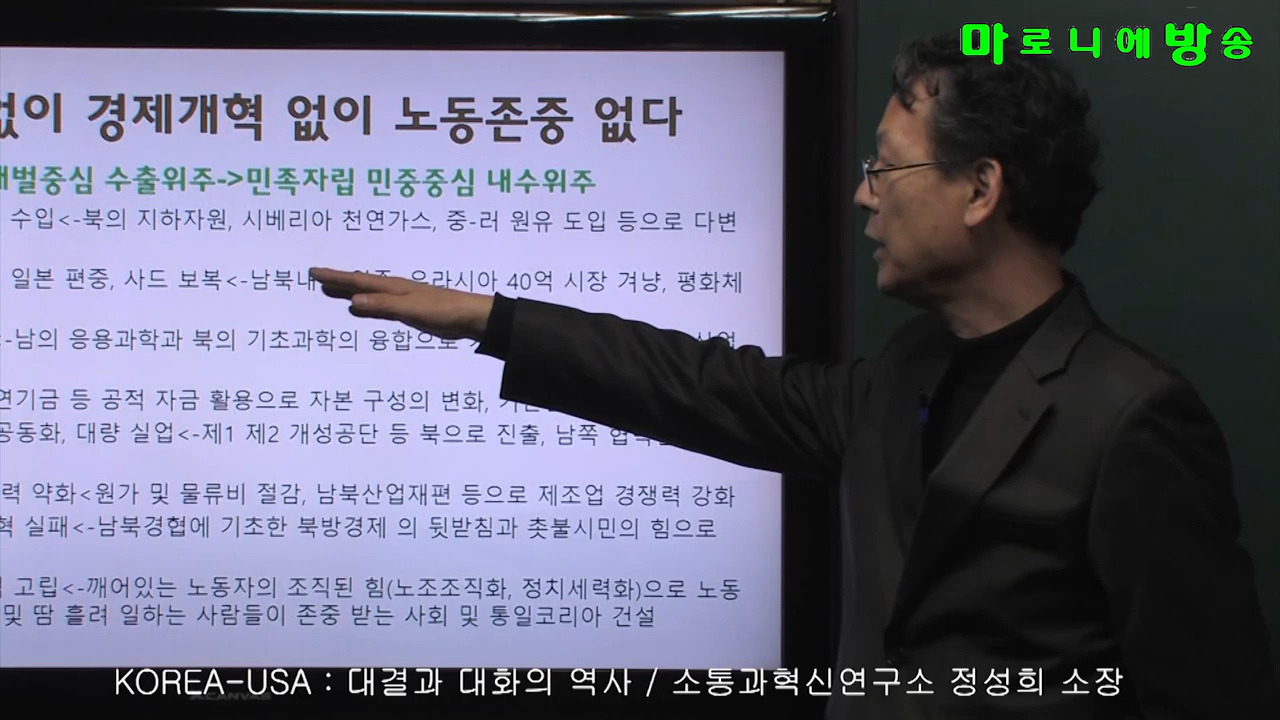 마로니에방송
없이 경제개혁 없이 노동존중 없다
재벌중심 수출위주->민족자립 민중중심 내수위주
수입<-북의 지하자원, 시베리아 천연가스, 중-러 원유 도입 등으로 다변
일본 편중, 사드 보복<-남북내 유라시아 40억 시장 겨냥, 평화체
<-남의 응용과학과 북의 기초과학의 융합으로 산업
연기금 등 공적 자금 활용으로 자본 구성의 변화,
공동화, 대량 실업<-제1 제2 개성공단 등 북으로 진출, 남쪽
력 약화<원가 및 물류비 절감, 남북산업재편 등으로 제조업 경쟁력 강화
혁 실패<-남북경협에 기초한 북방경제 의 뒷받침과 촛불시민의 힘으로
고립<-깨어있는 노동자의 조직된 힘(노조조직화, 정치세력화)으로 노동
및 땀 흘려 일하는 사람들이 존중 받는 사회 및 통일코리아 건설
KOREA-USA : 대결과 대화의 역사 / 소통과혁신연구소 정성희 소장